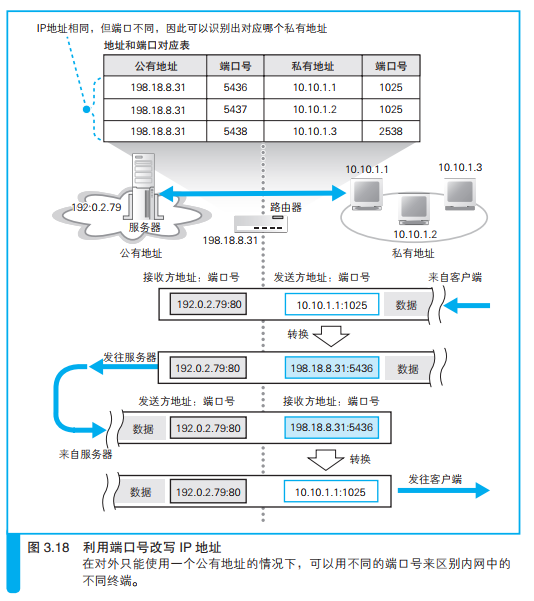 IP地址相同，但端口不同，因此可以识别出对应哪个私有地址
地址和端口对应表
公有地址 端口号 私有地址 端口号
198.18.8.31 5436 10.10.1.1 1025
198.18.8.31 5437 10.10.1.2 1025
198.18.8.31 5438 10.10.1.3 2538
10.10.1.1 10.10.1.3
192:0.2.79 路由器
服务器 10.10.1.2
198.18.8.31
公有地址 私有地址
接收方地址：端口号 发送方地址：端口号 来自客户端
192.0.2.79:80 10.10.1.1:1025 数据
转换
发往服务器
192.0.2.79:80 198.18.8.31:5436 数据
发送方地址：端口号 接收方地址：端口号
数据 192.0.2.79:80 198.18.8.31:5436
来自服务器 转换
发往客户端
数据 192.0.2.79:80 10.10.1.1:1025
图 3.18 利用端口号改写 IP 地址
在对外只能使用一个公有地址的情况下，可以用不同的端口号来区别内网中的
不同终端。